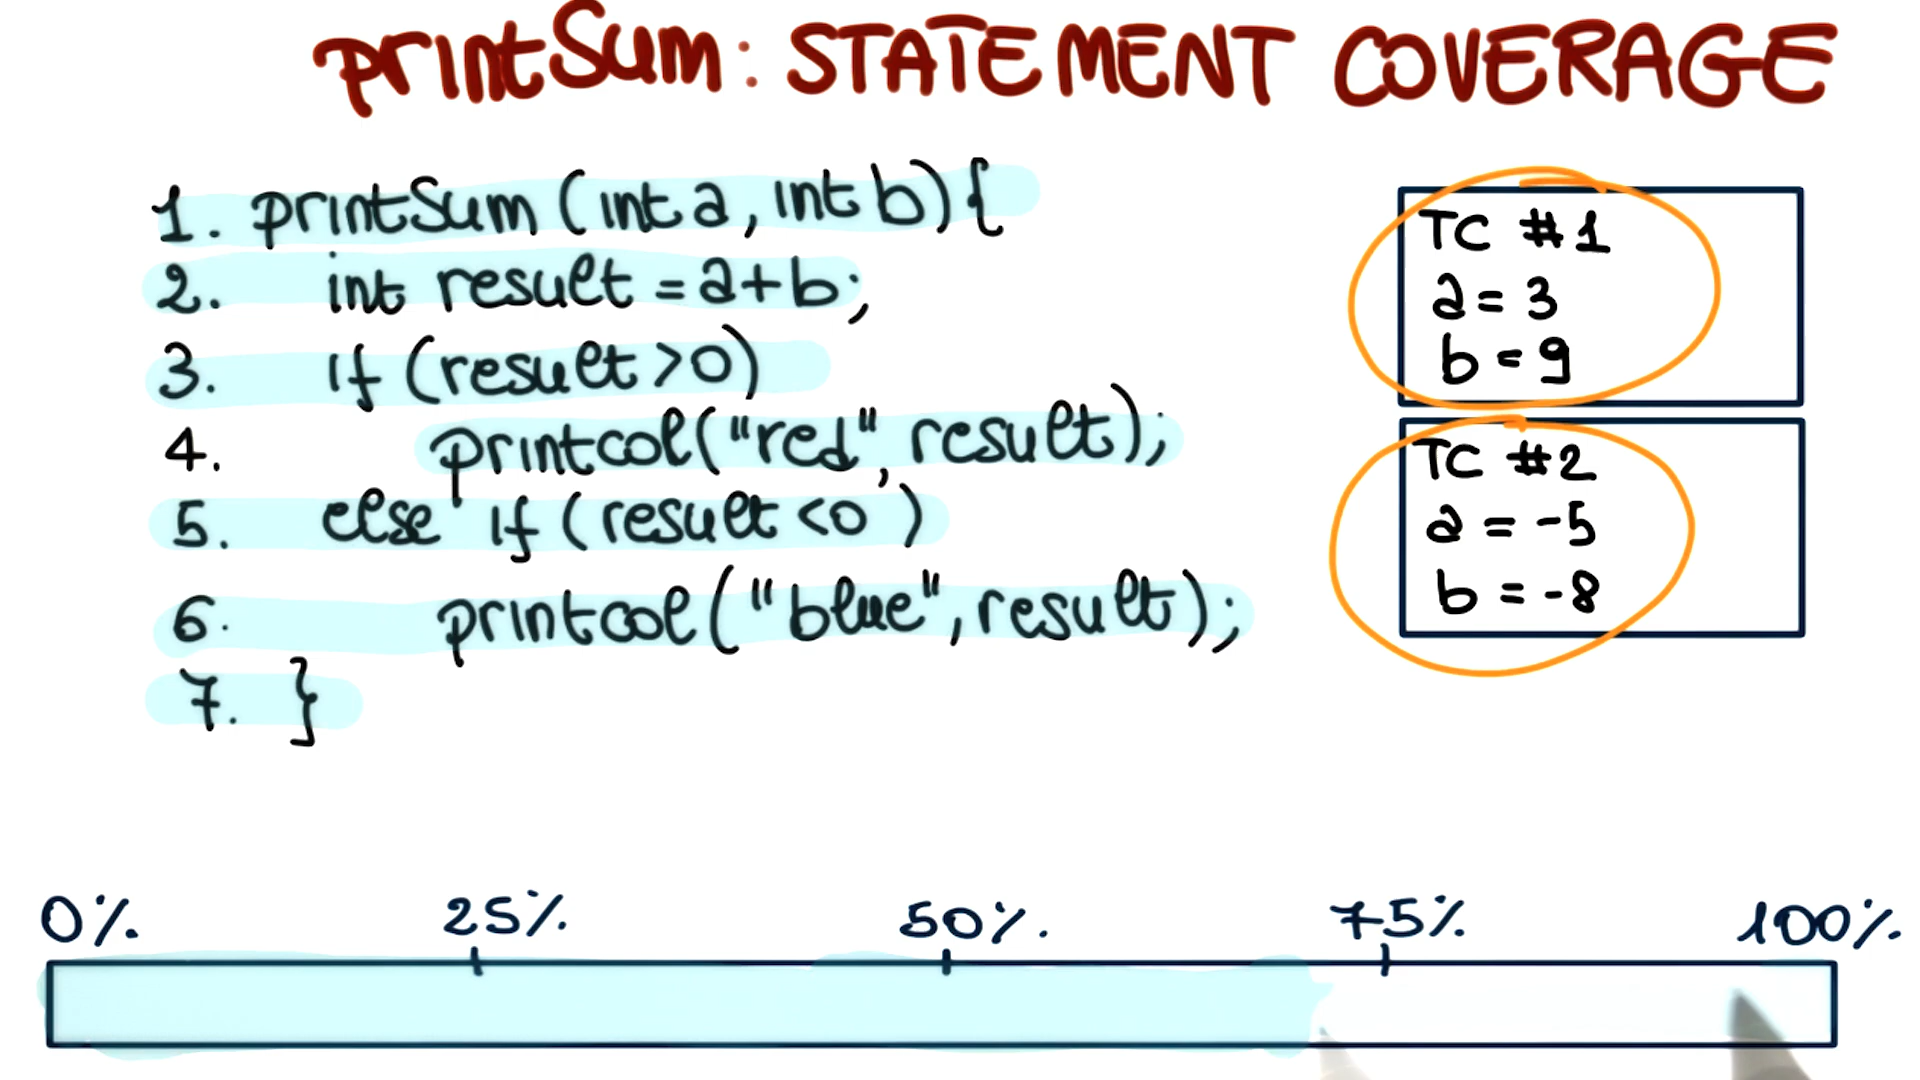 printSum: STATEMENT COVERAGE
1. printSum (int a, int b) {
2. int result = a+b;
3. if (result >0)
4. printcol("red", result);
5. else if (result <0 )
6. printcol("blue", result);
7. }
TC #1
a = 3
b = 9
TC #2
a = -5
b = -8
0% 25% 50% 75% 100%